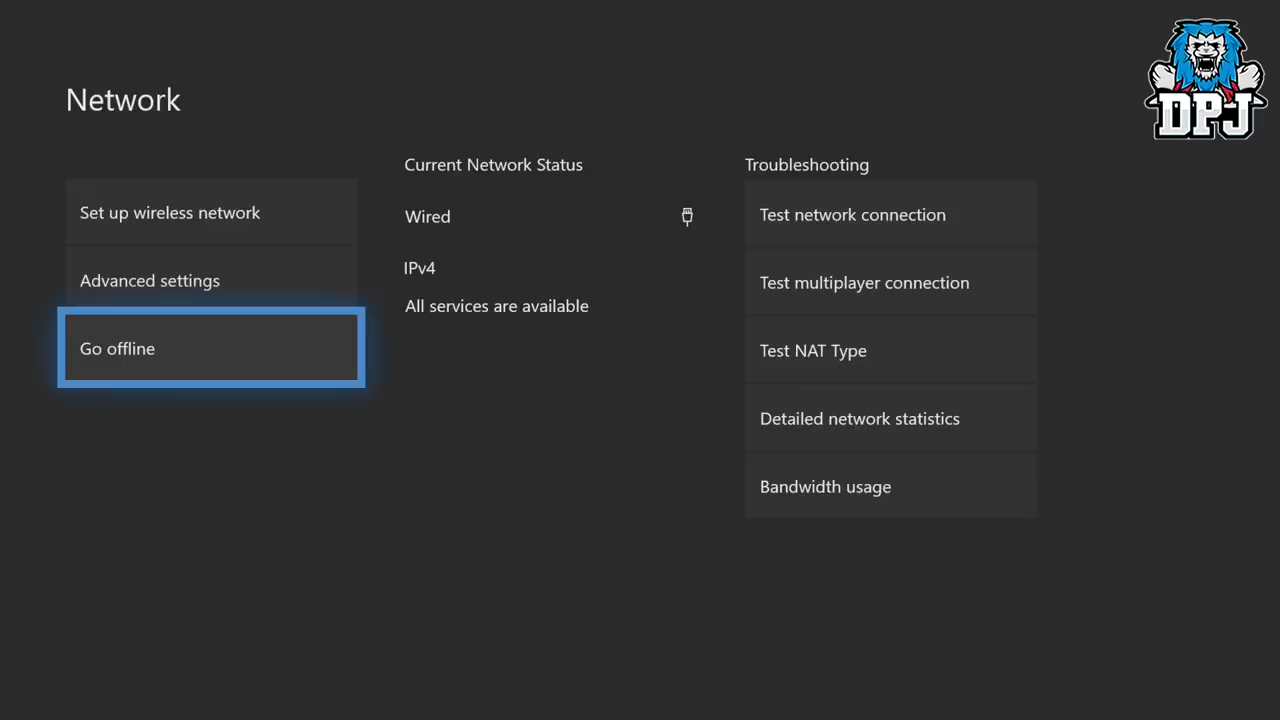 Network
Set up wireless network
Advanced settings
Go offline
Current Network Status
Wired
IPv4
All services are available
Troubleshooting
Test network connection
Test multiplayer connection
Test NAT Type
Detailed network statistics
Bandwidth usage
DPJ